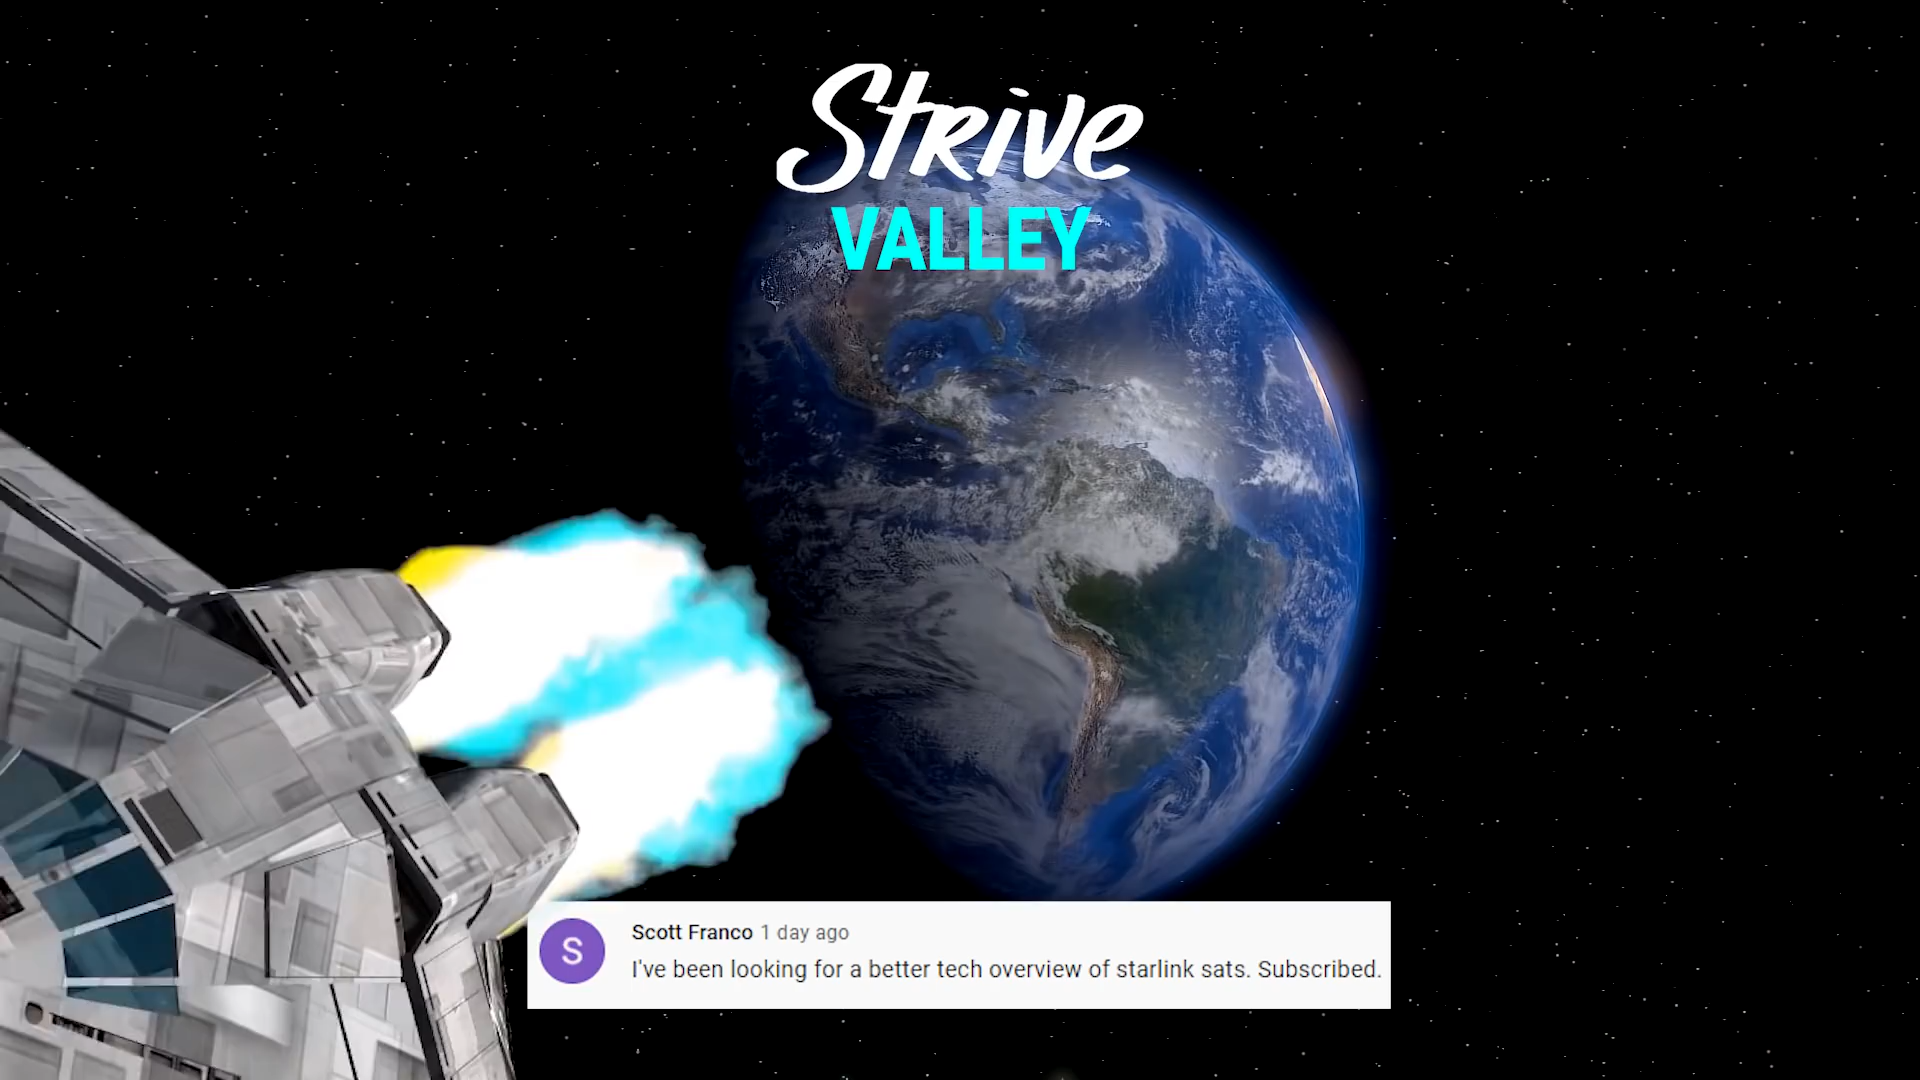 Strive
VALLEY
S
Scott Franco 1 day ago
I've been looking for a better tech overview of starlink sats. Subscribed.